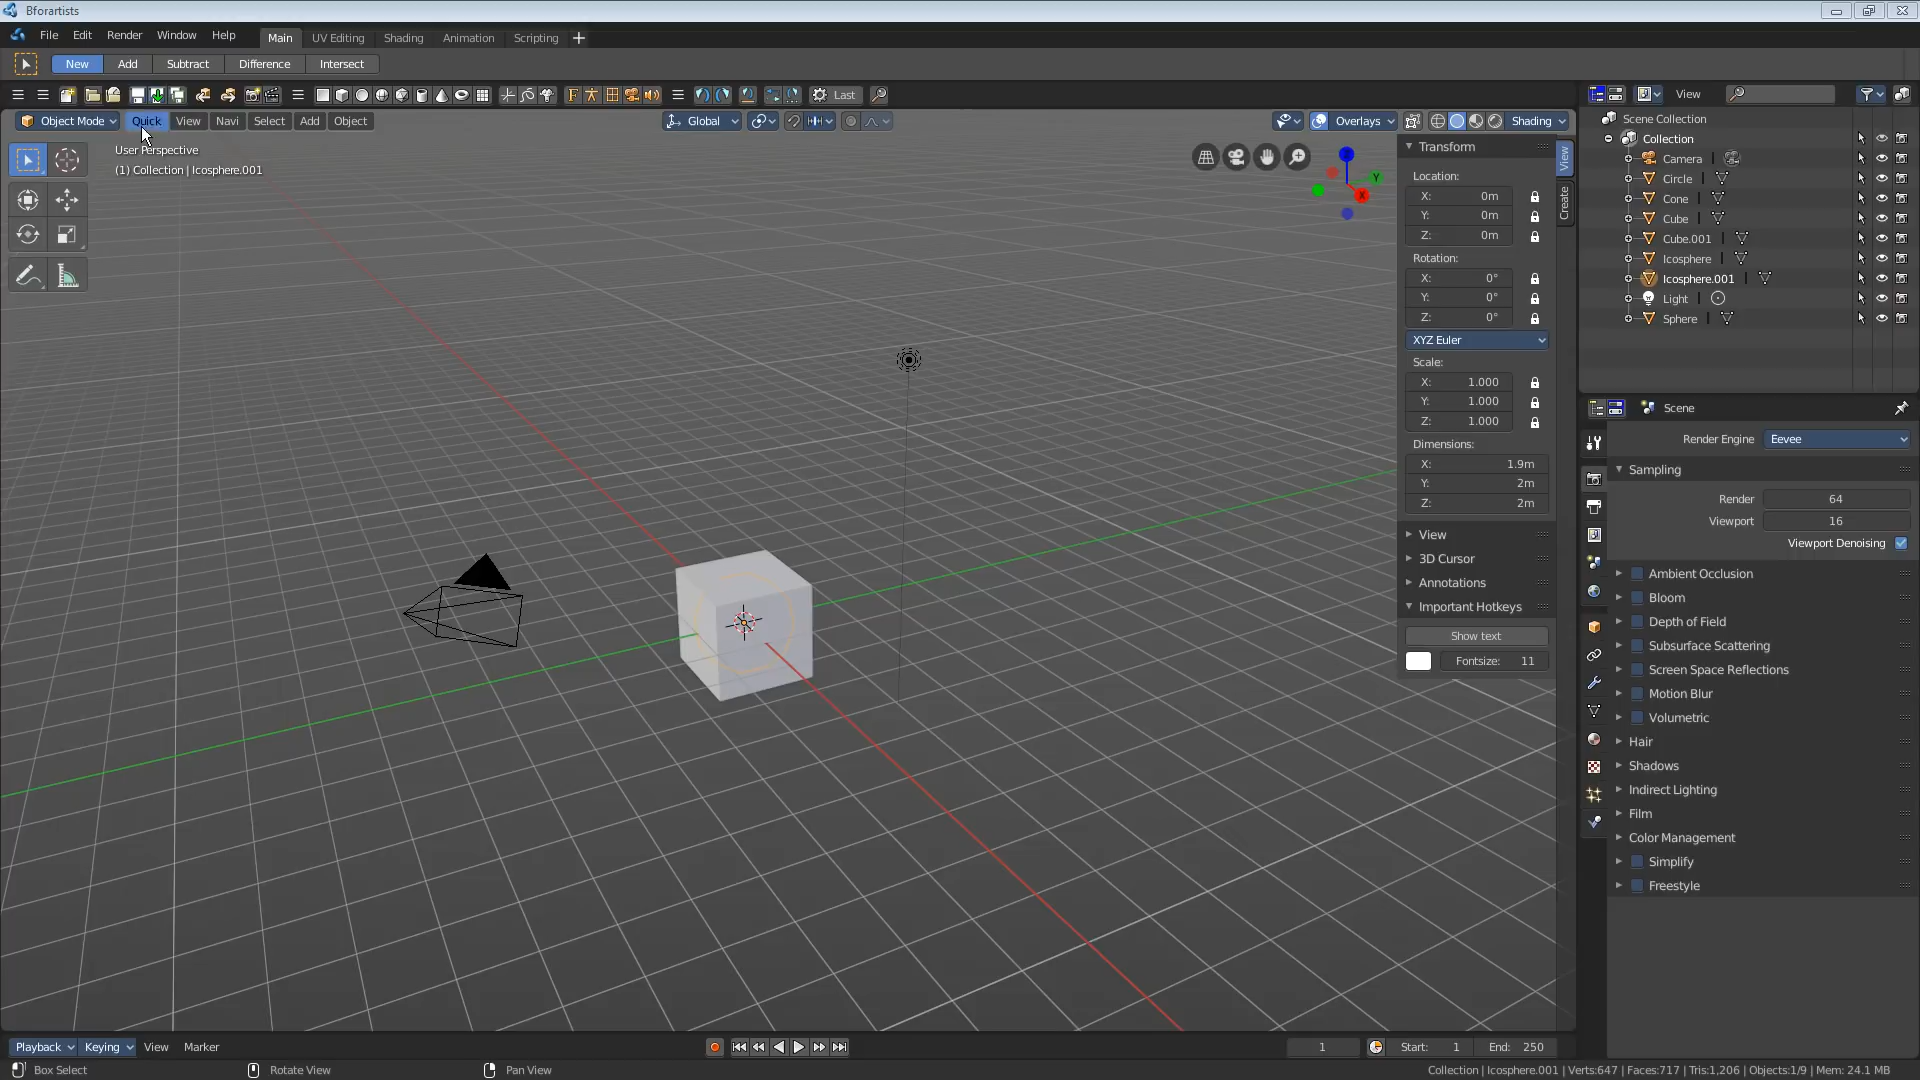 Bforartists
File Edit Render Window Help Main UV Editing Shading Animation Scripting +
New Add Subtract Difference Intersect
Last
View
Object Mode Quick View Navi Select Add Object Global Overlays Shading
User Perspective
(1) Collection | Icosphere.001
Z
Y
X
View
Create
Transform
Location:
X: 0m
Y: 0m
Z: 0m
Rotation:
X: 0°
Y: 0°
Z: 0°
XYZ Euler
Scale:
X: 1.000
Y: 1.000
Z: 1.000
Dimensions:
X: 1.9m
Y: 2m
Z: 2m
View
3D Cursor
Annotations
Important Hotkeys
Show text
Fontsize: 11
Scene Collection
Collection
Camera
Circle
Cone
Cube
Cube.001
Icosphere
Icosphere.001
Light
Sphere
Scene
Render Engine Eevee
Sampling
Render 64
Viewport 16
Viewport Denoising
Ambient Occlusion
Bloom
Depth of Field
Subsurface Scattering
Screen Space Reflections
Motion Blur
Volumetric
Hair
Shadows
Indirect Lighting
Film
Color Management
Simplify
Freestyle
Playback Keying View Marker 1 Start: 1 End: 250
Box Select Rotate View Pan View Collection | Icosphere.001 | Verts:647 | Faces:717 | Tris:1,206 | Objects:1/9 | Mem: 24.1 MB